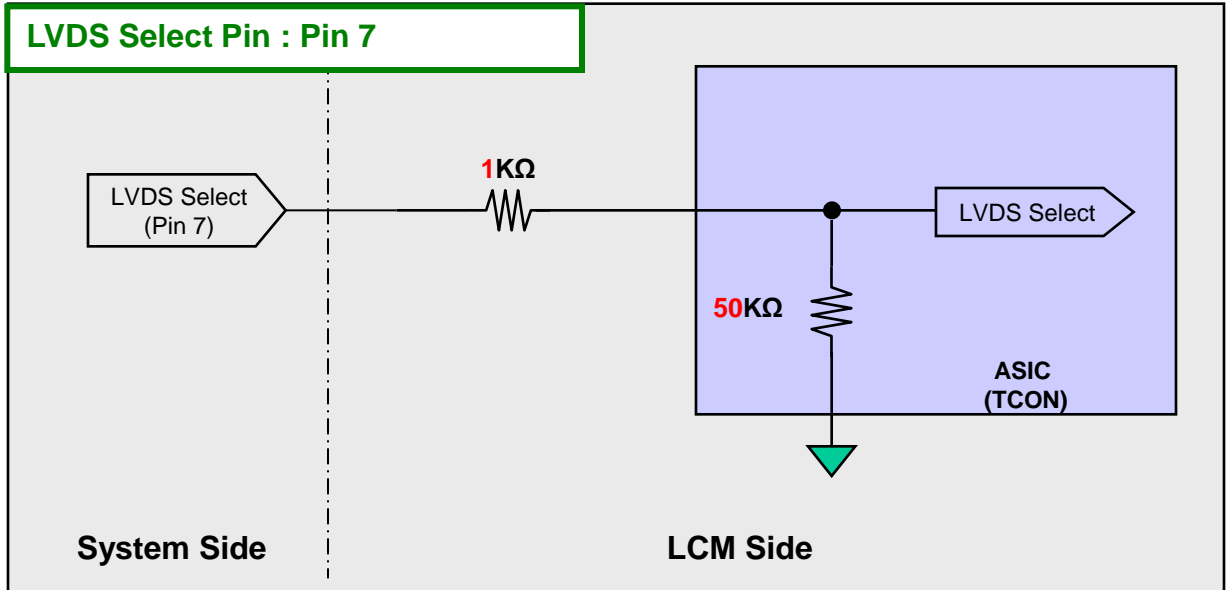 LVDS Select Pin : Pin 7
1KΩ
LVDS Select
(Pin 7)
LVDS Select
50KΩ
ASIC
(TCON)
System Side
LCM Side